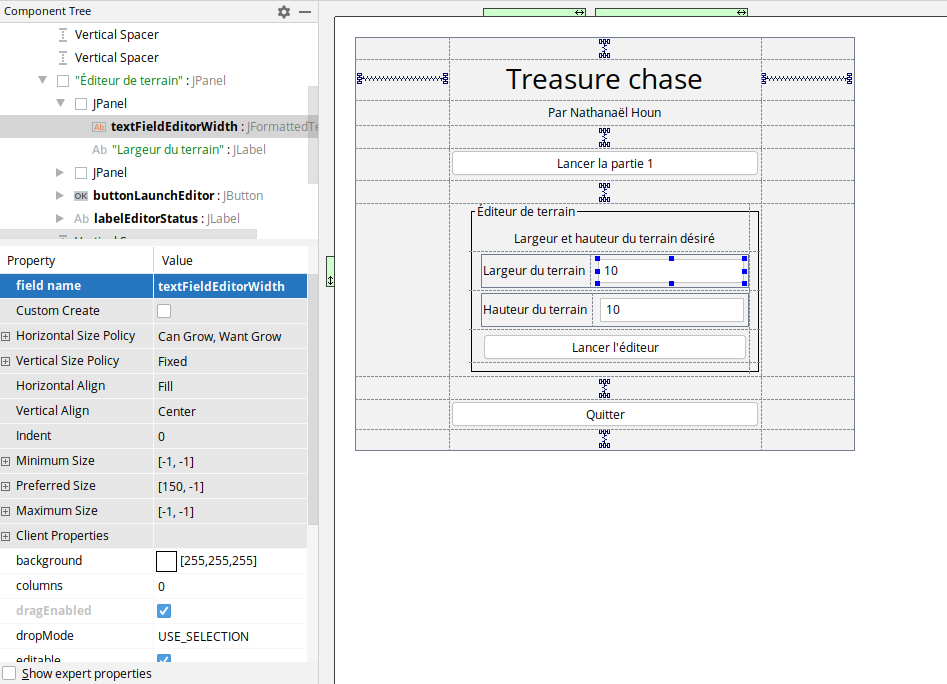 Component Tree
Vertical Spacer
Vertical Spacer
"Éditeur de terrain" : JPanel
JPanel
textFieldEditorWidth : JFormattedTe
"Largeur du terrain" : JLabel
JPanel
OK buttonLaunchEditor : JButton
Ab labelEditorStatus : JLabel
Property Value
field name textFieldEditorWidth
Custom Create
Horizontal Size Policy Can Grow, Want Grow
Vertical Size Policy Fixed
Horizontal Align Fill
Vertical Align Center
Indent 0
Minimum Size [-1, -1]
Preferred Size [150, -1]
Maximum Size [-1, -1]
Client Properties
background [255,255,255]
columns 0
dragEnabled
dropMode USE_SELECTION
editable
Show expert properties
Treasure chase
Par Nathanaël Houn
Lancer la partie 1
Éditeur de terrain
Largeur et hauteur du terrain désiré
Largeur du terrain 10
Hauteur du terrain 10
Lancer l'éditeur
Quitter